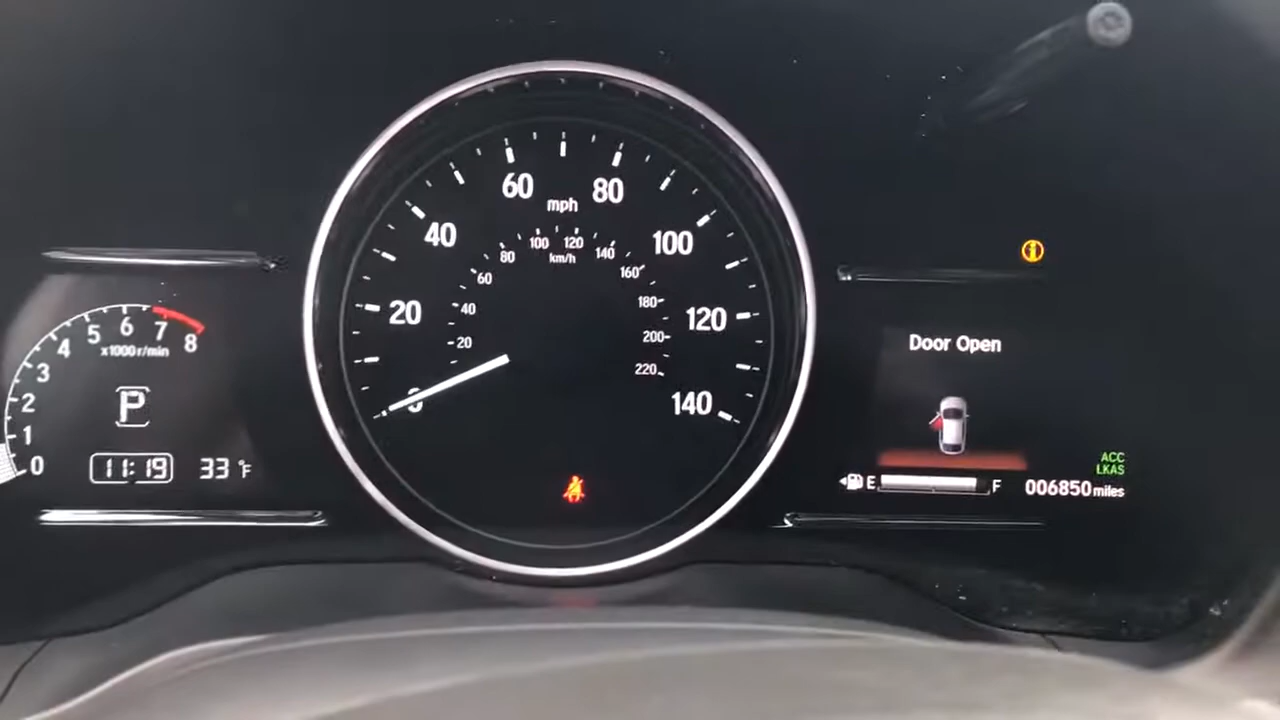 0
1
2
3
4
5
6
7
8
x1000 r/min
P
11:19
33 °F
0
20
40
60
80
100
120
140
mph
20
40
60
80
100
120
140
160
180
200
220
km/h
Door Open
ACC
LKAS
E
F
006850 miles